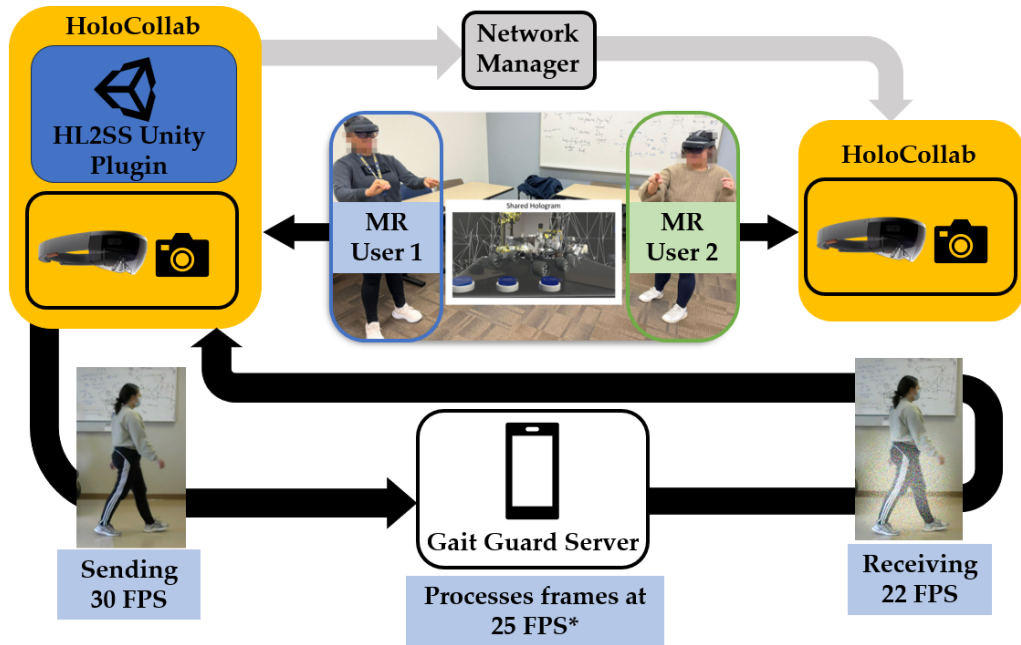 HoloCollab
HL2SS Unity
Plugin
Network
Manager
HoloCollab
MR
User 1
Shared Hologram
MR
User 2
Sending
30 FPS
Gait Guard Server
Processes frames at
25 FPS*
Receiving
22 FPS